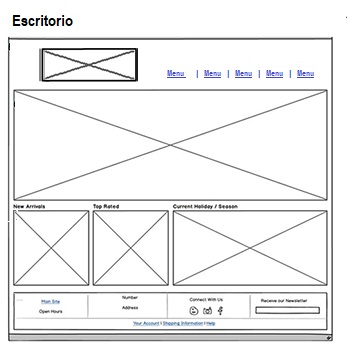 Escritorio
Menu | Menu | Menu | Menu | Menu
New Arrivals Top Rated Current Holiday / Season
Main Site Number Connect With Us Receive our Newsletter
Open Hours Address
Your Account | Shipping Information | Help